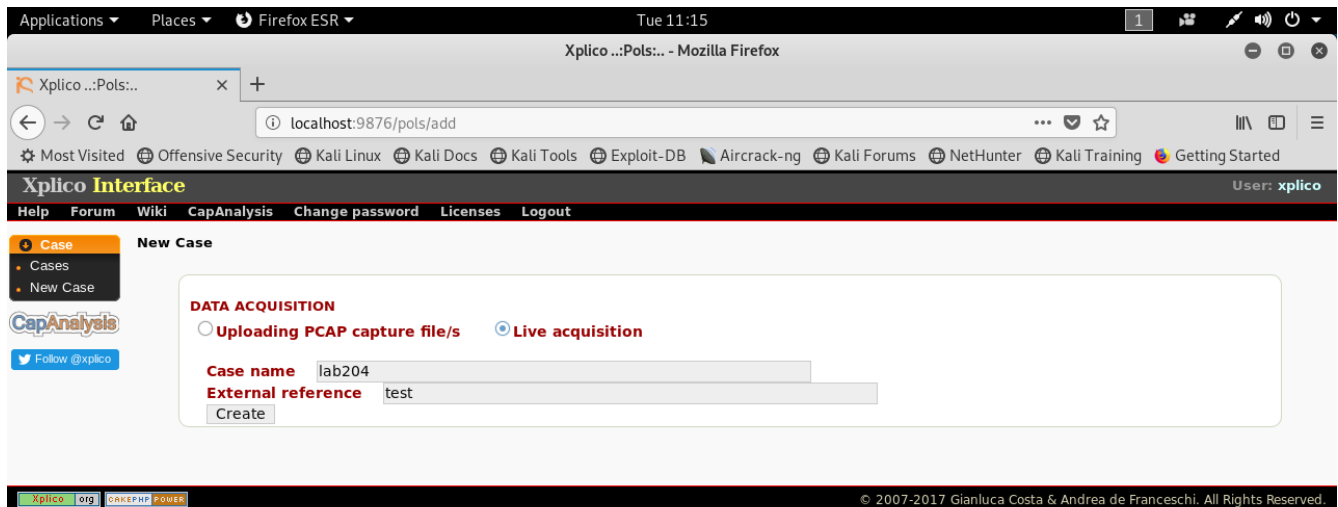 Applications Places Firefox ESR Tue 11:15 1
Xplico ..:Pols:.. - Mozilla Firefox
Xplico ..:Pols:..
localhost:9876/pols/add
Most Visited Offensive Security Kali Linux Kali Docs Kali Tools Exploit-DB Aircrack-ng Kali Forums NetHunter Kali Training Getting Started
Xplico Interface User: xplico
Help Forum Wiki CapAnalysis Change password Licenses Logout
Case
Cases
New Case
CapAnalysis
Follow @xplico
New Case
DATA ACQUISITION
Uploading PCAP capture file/s Live acquisition
Case name lab204
External reference test
Create
Xplico org CAKEPHP POWER © 2007-2017 Gianluca Costa & Andrea de Franceschi. All Rights Reserved.